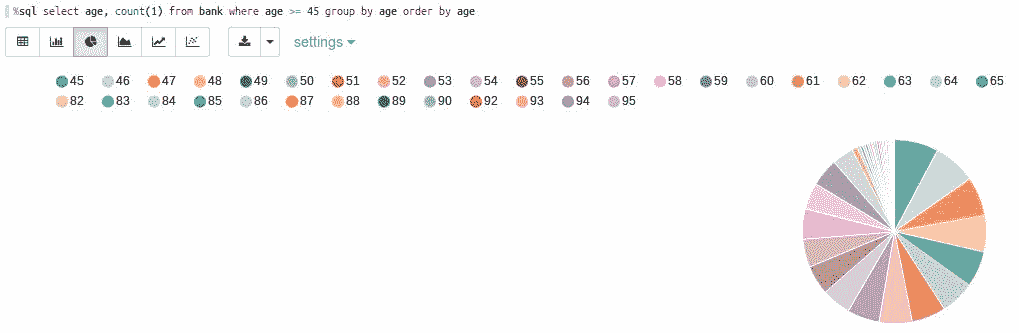 %sql select age, count(1) from bank where age >= 45 group by age order by age
settings
45 46 47 48 49 50 51 52 53 54 55 56 57 58 59 60 61 62 63 64 65
82 83 84 85 86 87 88 89 90 92 93 94 95